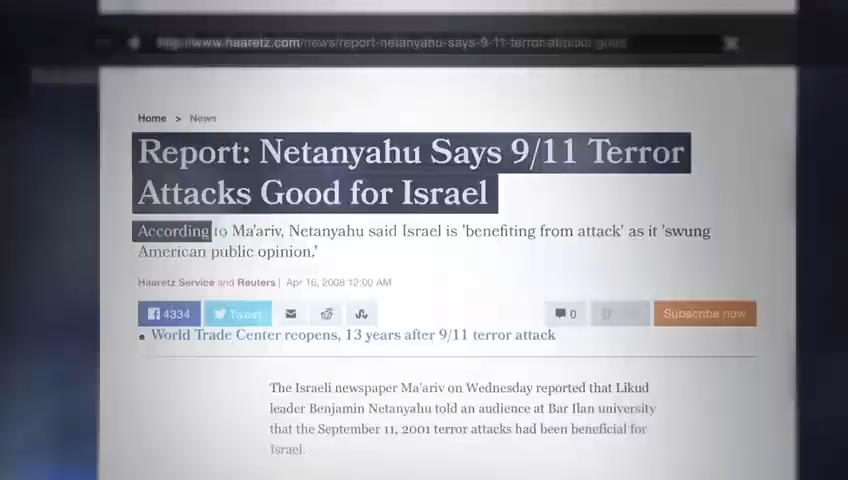 http://www.haaretz.com/news/report-netanyahu-says-9-11-terror-attacks-good
Home > News
Report: Netanyahu Says 9/11 Terror
Attacks Good for Israel
According to Ma'ariv, Netanyahu said Israel is 'benefiting from attack' as it 'swung
American public opinion.'
Haaretz Service and Reuters | Apr 16, 2008 12:00 AM
4334 Tweet 0 Subscribe now
• World Trade Center reopens, 13 years after 9/11 terror attack
The Israeli newspaper Ma'ariv on Wednesday reported that Likud
leader Benjamin Netanyahu told an audience at Bar Ilan university
that the September 11, 2001 terror attacks had been beneficial for
Israel.